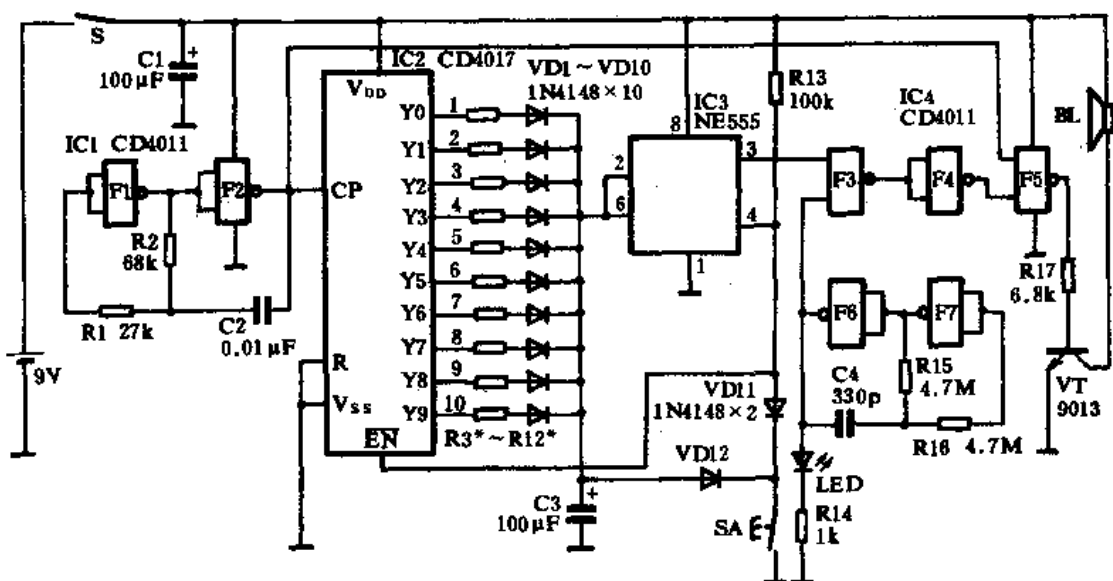 S
C1
+
100μF
IC2 CD4017
VDD
VD1～VD10
1N4148×10
IC3
NE555
8
R13
100k
IC4
CD4011
BL
IC1 CD4011
F1
F2
CP
Y0
1
Y1
2
Y2
3
Y3
4
Y4
5
Y5
6
Y6
7
Y7
8
Y8
9
Y9
10
2
6
3
4
1
F3
F4
F5
R2
68k
R1 27k
C2
0.01μF
R
VSS
EN
R3*～R12*
9V
R17
6.8k
F6
F7
C4
330p
R15
4.7M
R16 4.7M
VT
9013
VD11
1N4148×2
VD12
LED
C3
+
100μF
SA
R14
1k